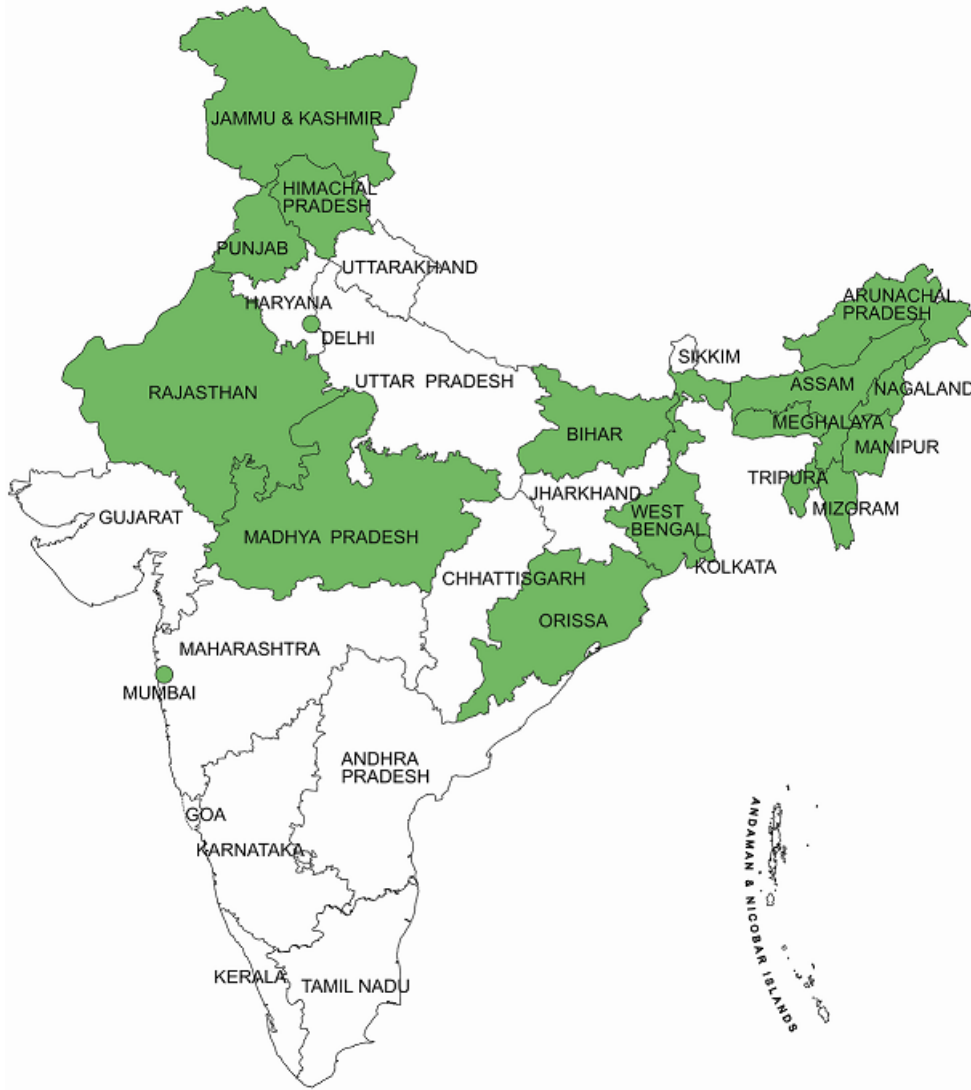 JAMMU & KASHMIR
HIMACHAL
PRADESH
PUNJAB
UTTARAKHAND
HARYANA
DELHI
ARUNACHAL
PRADESH
SIKKIM
RAJASTHAN
UTTAR PRADESH
ASSAM
NAGALAND
BIHAR
MEGHALAYA
MANIPUR
TRIPURA
MIZORAM
GUJARAT
JHARKHAND
WEST
BENGAL
MADHYA PRADESH
KOLKATA
CHHATTISGARH
ORISSA
MAHARASHTRA
MUMBAI
ANDHRA
PRADESH
GOA
KARNATAKA
ANDAMAN & NICOBAR ISLANDS
KERALA
TAMIL NADU